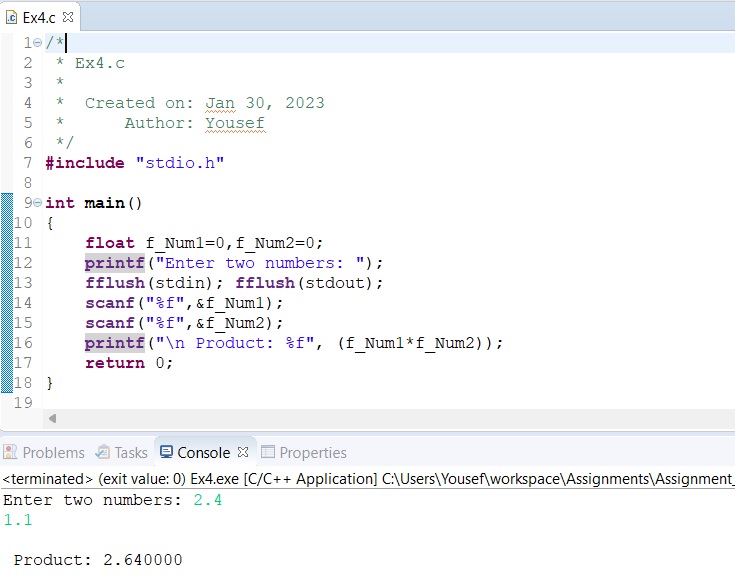 Ex4.c
1 /*
2 * Ex4.c
3 *
4 * Created on: Jan 30, 2023
5 * Author: Yousef
6 */
7 #include "stdio.h"
8
9 int main()
10 {
11 float f_Num1=0,f_Num2=0;
12 printf("Enter two numbers: ");
13 fflush(stdin); fflush(stdout);
14 scanf("%f",&f_Num1);
15 scanf("%f",&f_Num2);
16 printf("\n Product: %f", (f_Num1*f_Num2));
17 return 0;
18 }
19
Problems Tasks Console Properties
<terminated> (exit value: 0) Ex4.exe [C/C++ Application] C:\Users\Yousef\workspace\Assignments\Assignment_
Enter two numbers: 2.4
1.1
Product: 2.640000